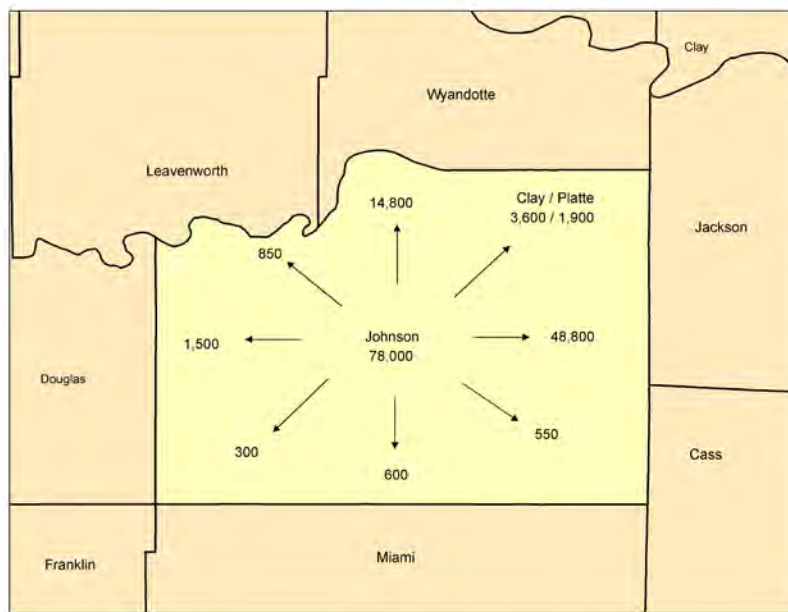 Clay
Wyandotte
Leavenworth
14,800
Clay / Platte
3,600 / 1,900
Jackson
850
1,500
Johnson
78,000
48,800
Douglas
300
600
550
Cass
Franklin
Miami